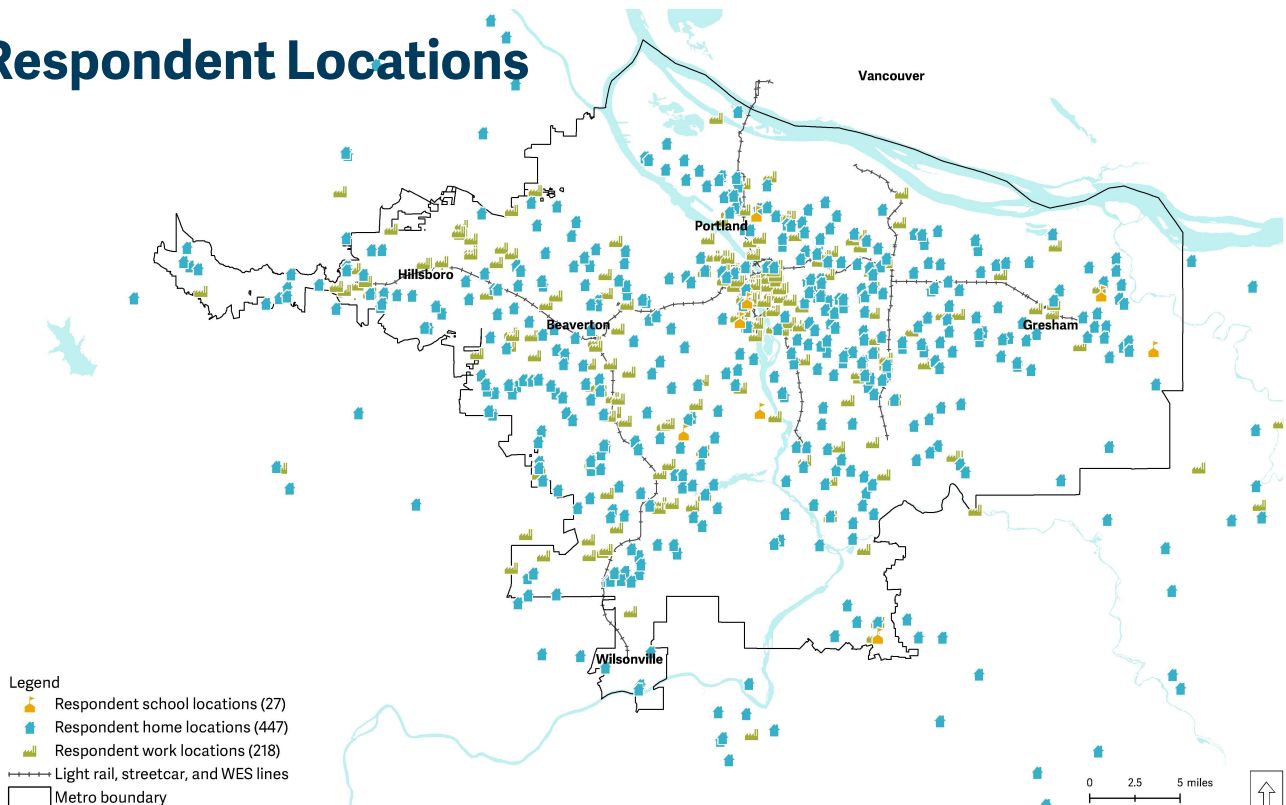 Respondent Locations
Vancouver
Portland
Hillsboro
Beaverton
Gresham
Wilsonville
Legend
Respondent school locations (27)
Respondent home locations (447)
Respondent work locations (218)
Light rail, streetcar, and WES lines
Metro boundary
0 2.5 5 miles